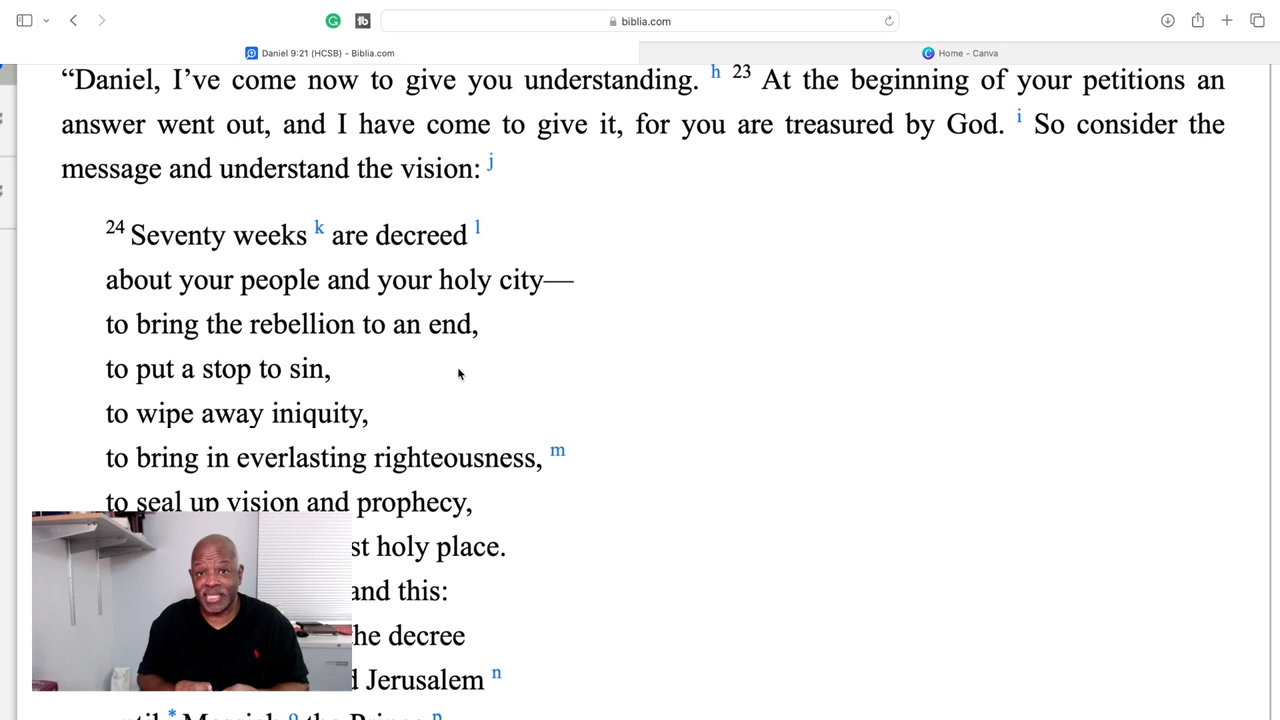 biblia.com
Daniel 9:21 (HCSB) - Biblia.com
Home - Canva
“Daniel, I’ve come now to give you understanding. h 23 At the beginning of your petitions an
answer went out, and I have come to give it, for you are treasured by God. i So consider the
message and understand the vision: j
24 Seventy weeks k are decreed l
about your people and your holy city—
to bring the rebellion to an end,
to put a stop to sin,
to wipe away iniquity,
to bring in everlasting righteousness, m
to seal up vision and prophecy,
holy place.
and this:
decree
Jerusalem n
Messiah o the Prince p